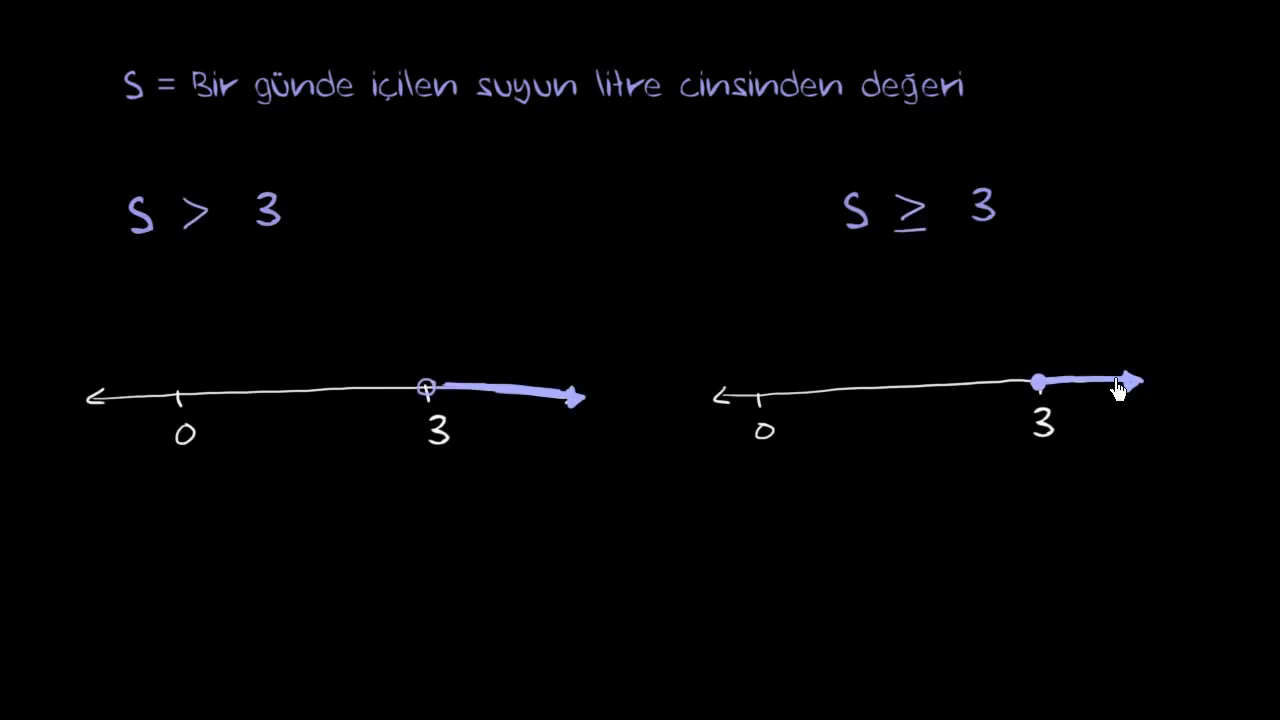 S = Bir günde içilen suyun litre cinsinden değeri
S > 3
S ≥ 3
0 3
0 3